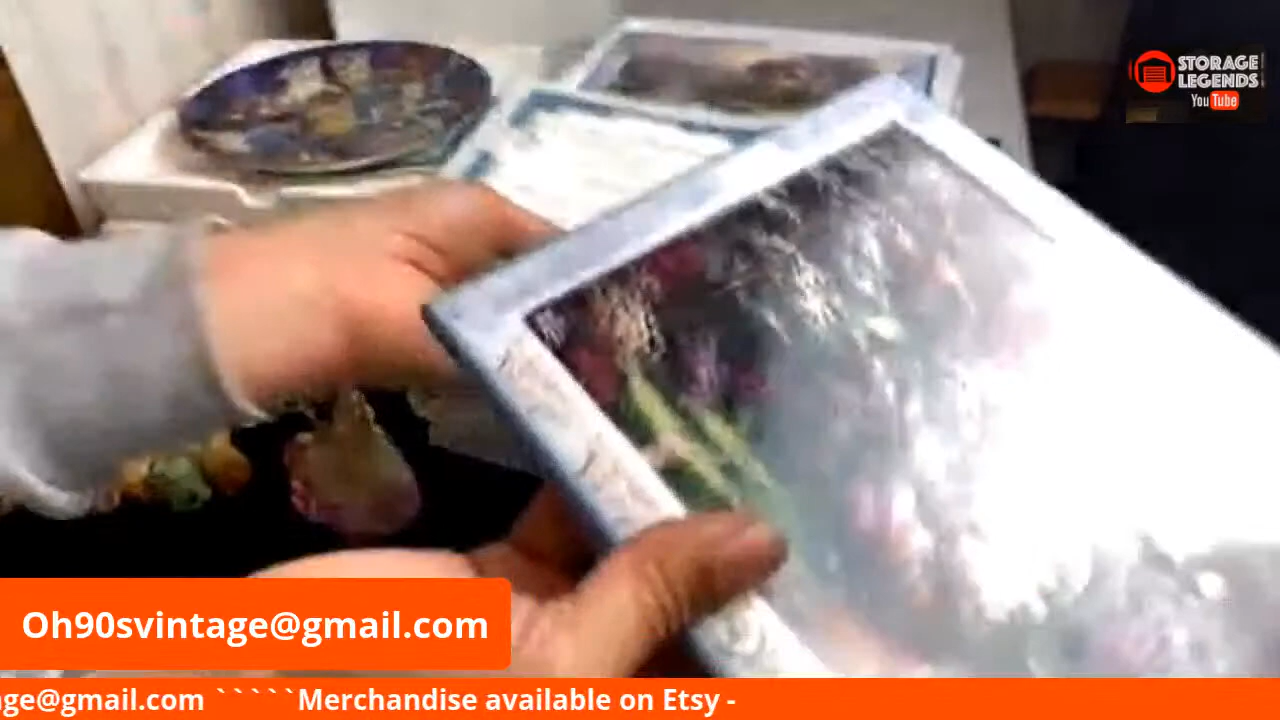 STORAGE
LEGENDS
YouTube
Oh90svintage@gmail.com
ge@gmail.com `````Merchandise available on Etsy -